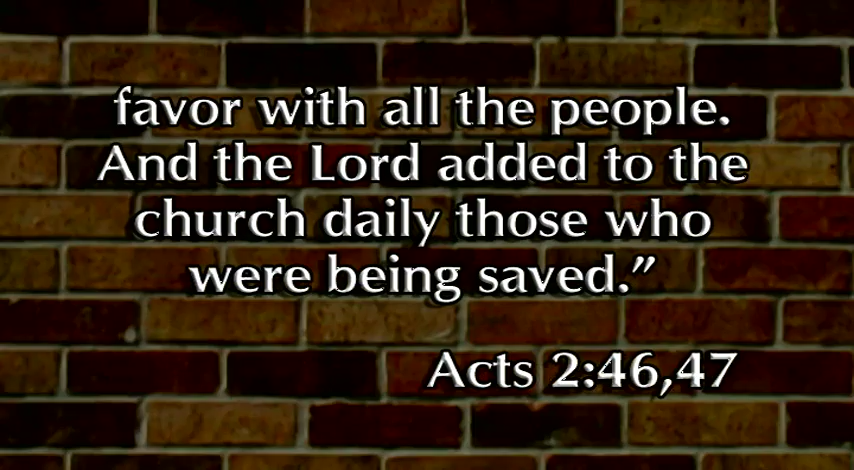 favor with all the people.
And the Lord added to the
church daily those who
were being saved.”
Acts 2:46,47